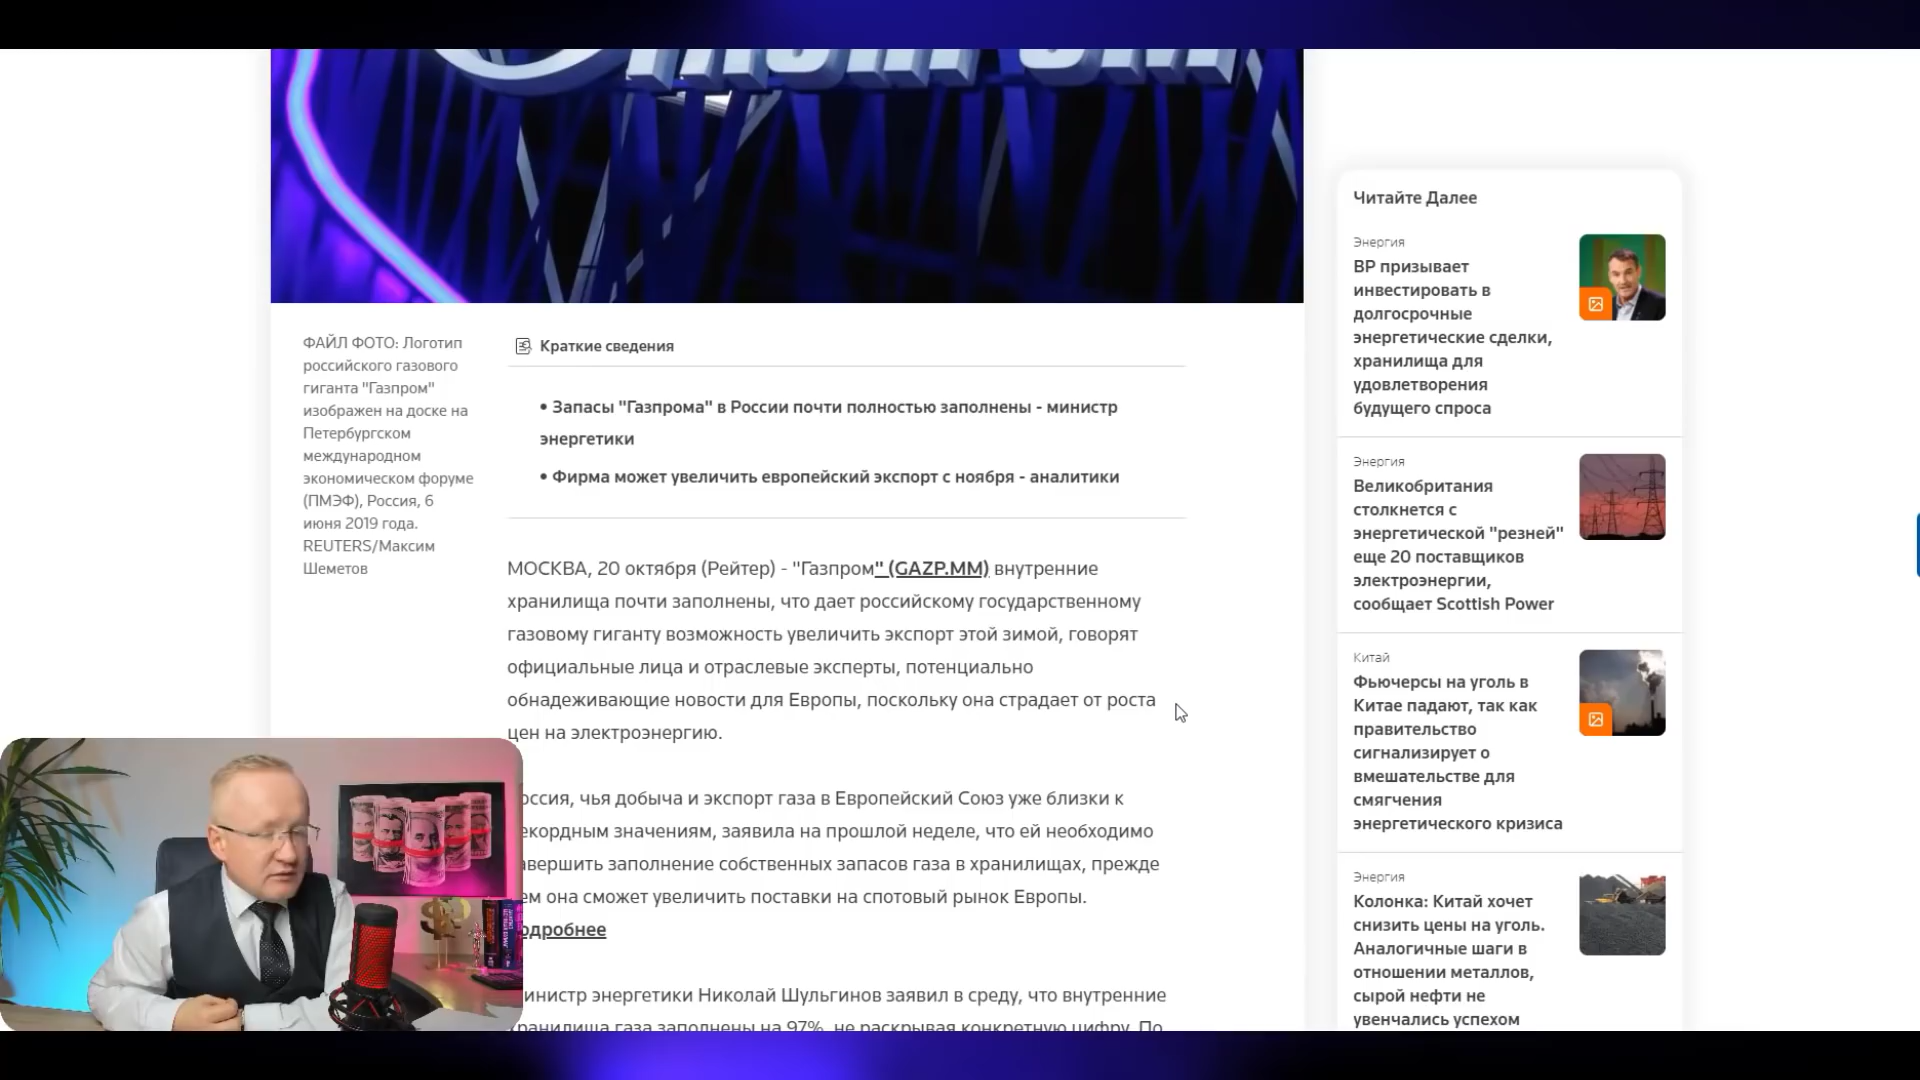 ФАЙЛ ФОТО: Логотип
российского газового
гиганта "Газпром"
изображен на доске на
Петербургском
международном
экономическом форуме
(ПМЭФ), Россия, 6
июня 2019 года.
REUTERS/Максим
Шеметов
Краткие сведения
• Запасы "Газпрома" в России почти полностью заполнены - министр
энергетики
• Фирма может увеличить европейский экспорт с ноября - аналитики
МОСКВА, 20 октября (Рейтер) - "Газпром" (GAZP.MM) внутренние
хранилища почти заполнены, что дает российскому государственному
газовому гиганту возможность увеличить экспорт этой зимой, говорят
официальные лица и отраслевые эксперты, потенциально
обнадеживающие новости для Европы, поскольку она страдает от роста
цен на электроэнергию.
оссия, чья добыча и экспорт газа в Европейский Союз уже близки к
екордным значениям, заявила на прошлой неделе, что ей необходимо
авершить заполнение собственных запасов газа в хранилищах, прежде
ем она сможет увеличить поставки на спотовый рынок Европы.
одробнее
инистр энергетики Николай Шульгинов заявил в среду, что внутренние
хранилища газа заполнены на 97%, не раскрывая конкретную цифру. По
Читайте Далее
Энергия
BP призывает
инвестировать в
долгосрочные
энергетические сделки,
хранилища для
удовлетворения
будущего спроса
Энергия
Великобритания
столкнется с
энергетической "резней"
еще 20 поставщиков
электроэнергии,
сообщает Scottish Power
Китай
Фьючерсы на уголь в
Китае падают, так как
правительство
сигнализирует о
вмешательстве для
смягчения
энергетического кризиса
Энергия
Колонка: Китай хочет
снизить цены на уголь.
Аналогичные шаги в
отношении металлов,
сырой нефти не
увенчались успехом